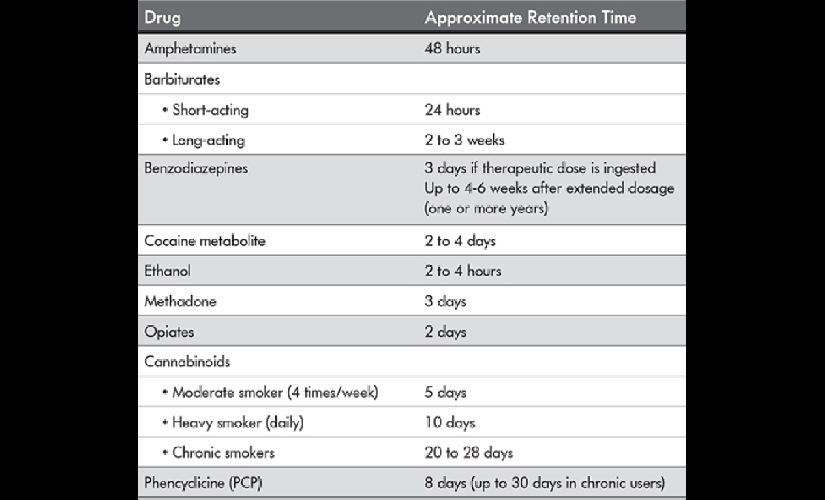 Drug Approximate Retention Time
Amphetamines 48 hours
Barbiturates
• Short-acting 24 hours
• Long-acting 2 to 3 weeks
Benzodiazepines 3 days if therapeutic dose is ingested
Up to 4-6 weeks after extended dosage
(one or more years)
Cocaine metabolite 2 to 4 days
Ethanol 2 to 4 hours
Methadone 3 days
Opiates 2 days
Cannabinoids
• Moderate smoker (4 times/week) 5 days
• Heavy smoker (daily) 10 days
• Chronic smokers 20 to 28 days
Phencyclicine (PCP) 8 days (up to 30 days in chronic users)